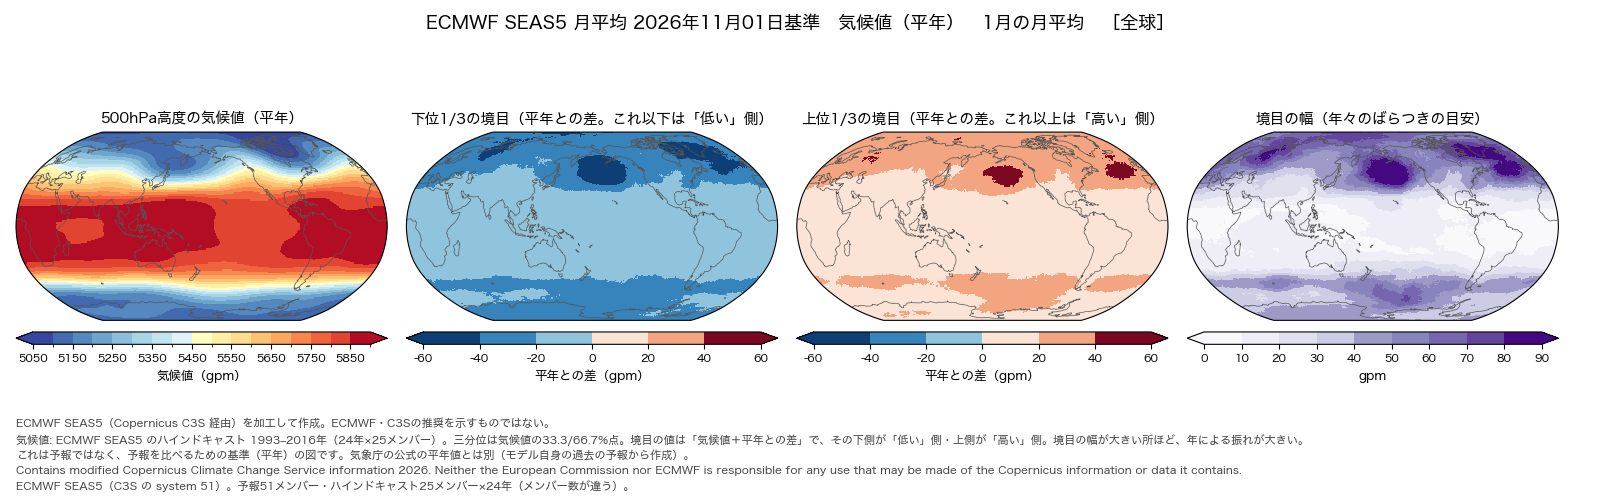 ECMWF SEAS5 月平均 2026年11月01日基準　気候値（平年）　1月の月平均　［全球］
500hPa高度の気候値（平年）
下位1/3の境目（平年との差。これ以下は「低い」側）
上位1/3の境目（平年との差。これ以上は「高い」側）
境目の幅（年々のばらつきの目安）
5050 5150 5250 5350 5450 5550 5650 5750 5850
-60 -40 -20 0 20 40 60
-60 -40 -20 0 20 40 60
0 10 20 30 40 50 60 70 80 90
気候値（gpm）
平年との差（gpm）
平年との差（gpm）
gpm
ECMWF SEAS5（Copernicus C3S 経由）を加工して作成。ECMWF・C3Sの推奨を示すものではない。
気候値: ECMWF SEAS5 のハインドキャスト 1993–2016年（24年×25メンバー）。三分位は気候値の33.3/66.7%点。境目の値は「気候値＋平年との差」で、その下側が「低い」側・上側が「高い」側。境目の幅が大きい所ほど、年による振れが大きい。
これは予報ではなく、予報を比べるための基準（平年）の図です。気象庁の公式の平年値とは別（モデル自身の過去の予報から作成）。
Contains modified Copernicus Climate Change Service information 2026. Neither the European Commission nor ECMWF is responsible for any use that may be made of the Copernicus information or data it contains.
ECMWF SEAS5（C3S の system 51）。予報51メンバー・ハインドキャスト25メンバー×24年（メンバー数が違う）。